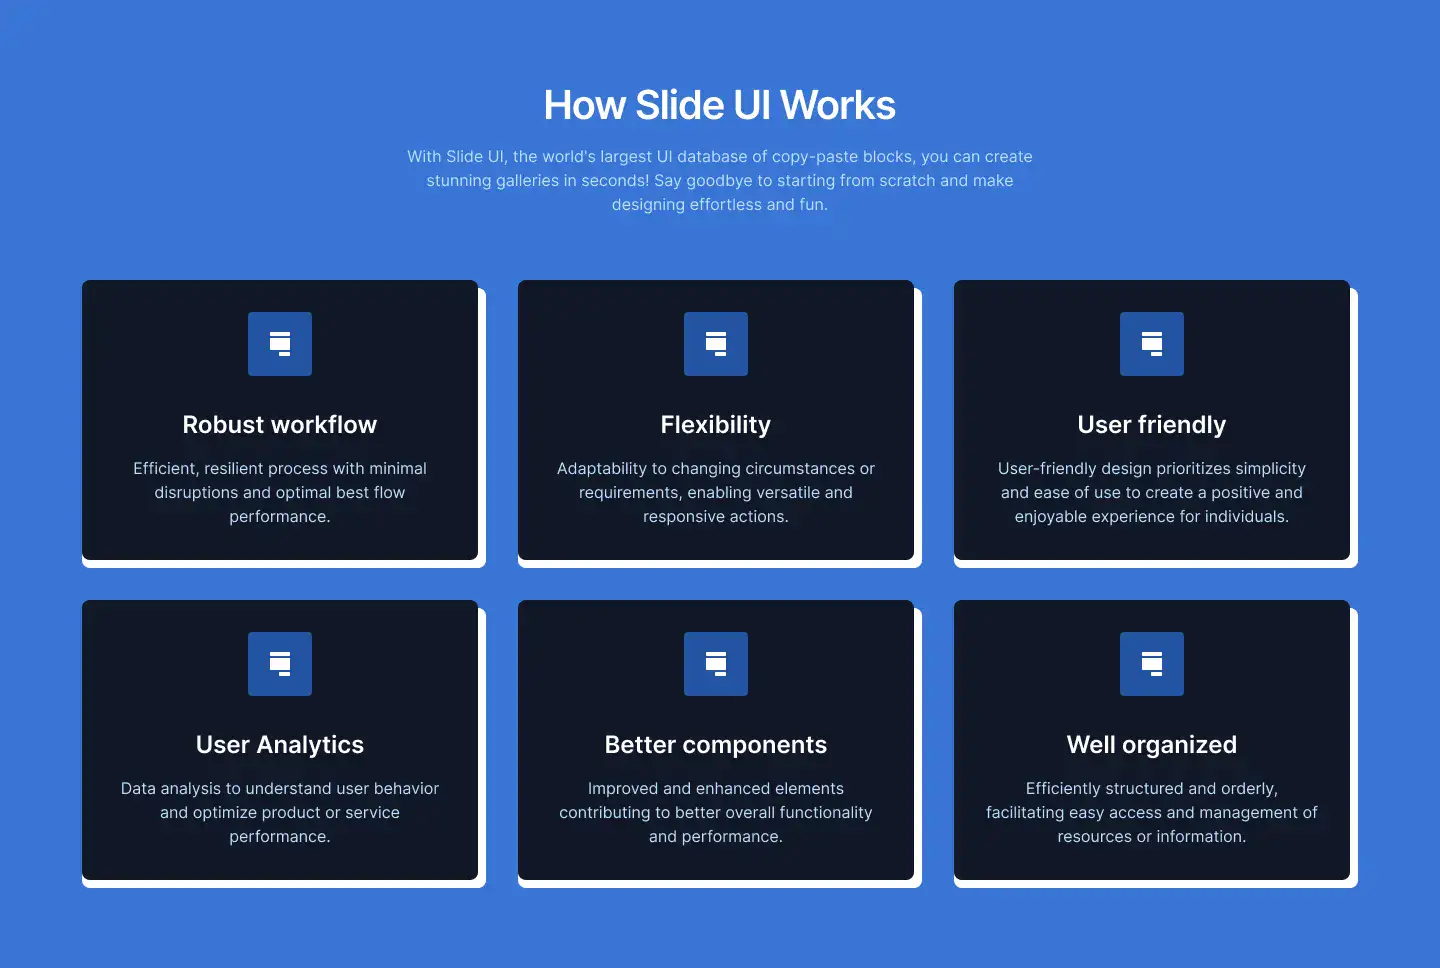 How Slide UI Works
With Slide UI, the world's largest UI database of copy-paste blocks, you can create
stunning galleries in seconds! Say goodbye to starting from scratch and make
designing effortless and fun.
Robust workflow
Efficient, resilient process with minimal
disruptions and optimal best flow
performance.
Flexibility
Adaptability to changing circumstances or
requirements, enabling versatile and
responsive actions.
User friendly
User-friendly design prioritizes simplicity
and ease of use to create a positive and
enjoyable experience for individuals.
User Analytics
Data analysis to understand user behavior
and optimize product or service
performance.
Better components
Improved and enhanced elements
contributing to better overall functionality
and performance.
Well organized
Efficiently structured and orderly,
facilitating easy access and management of
resources or information.